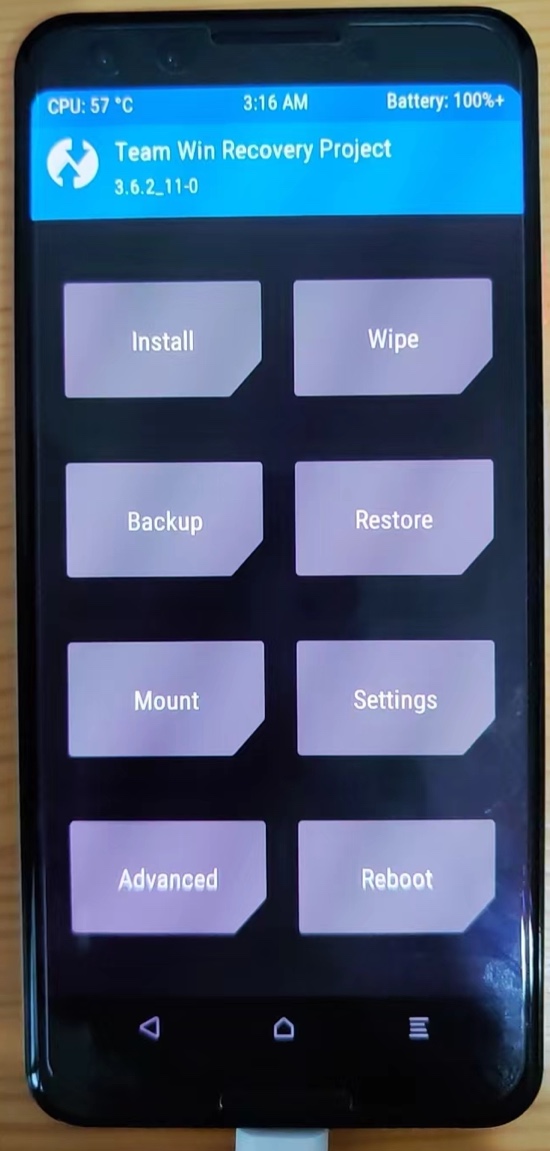 CPU: 57 °C 3:16 AM Battery: 100%+
Team Win Recovery Project
3.6.2_11-0
Install Wipe
Backup Restore
Mount Settings
Advanced Reboot